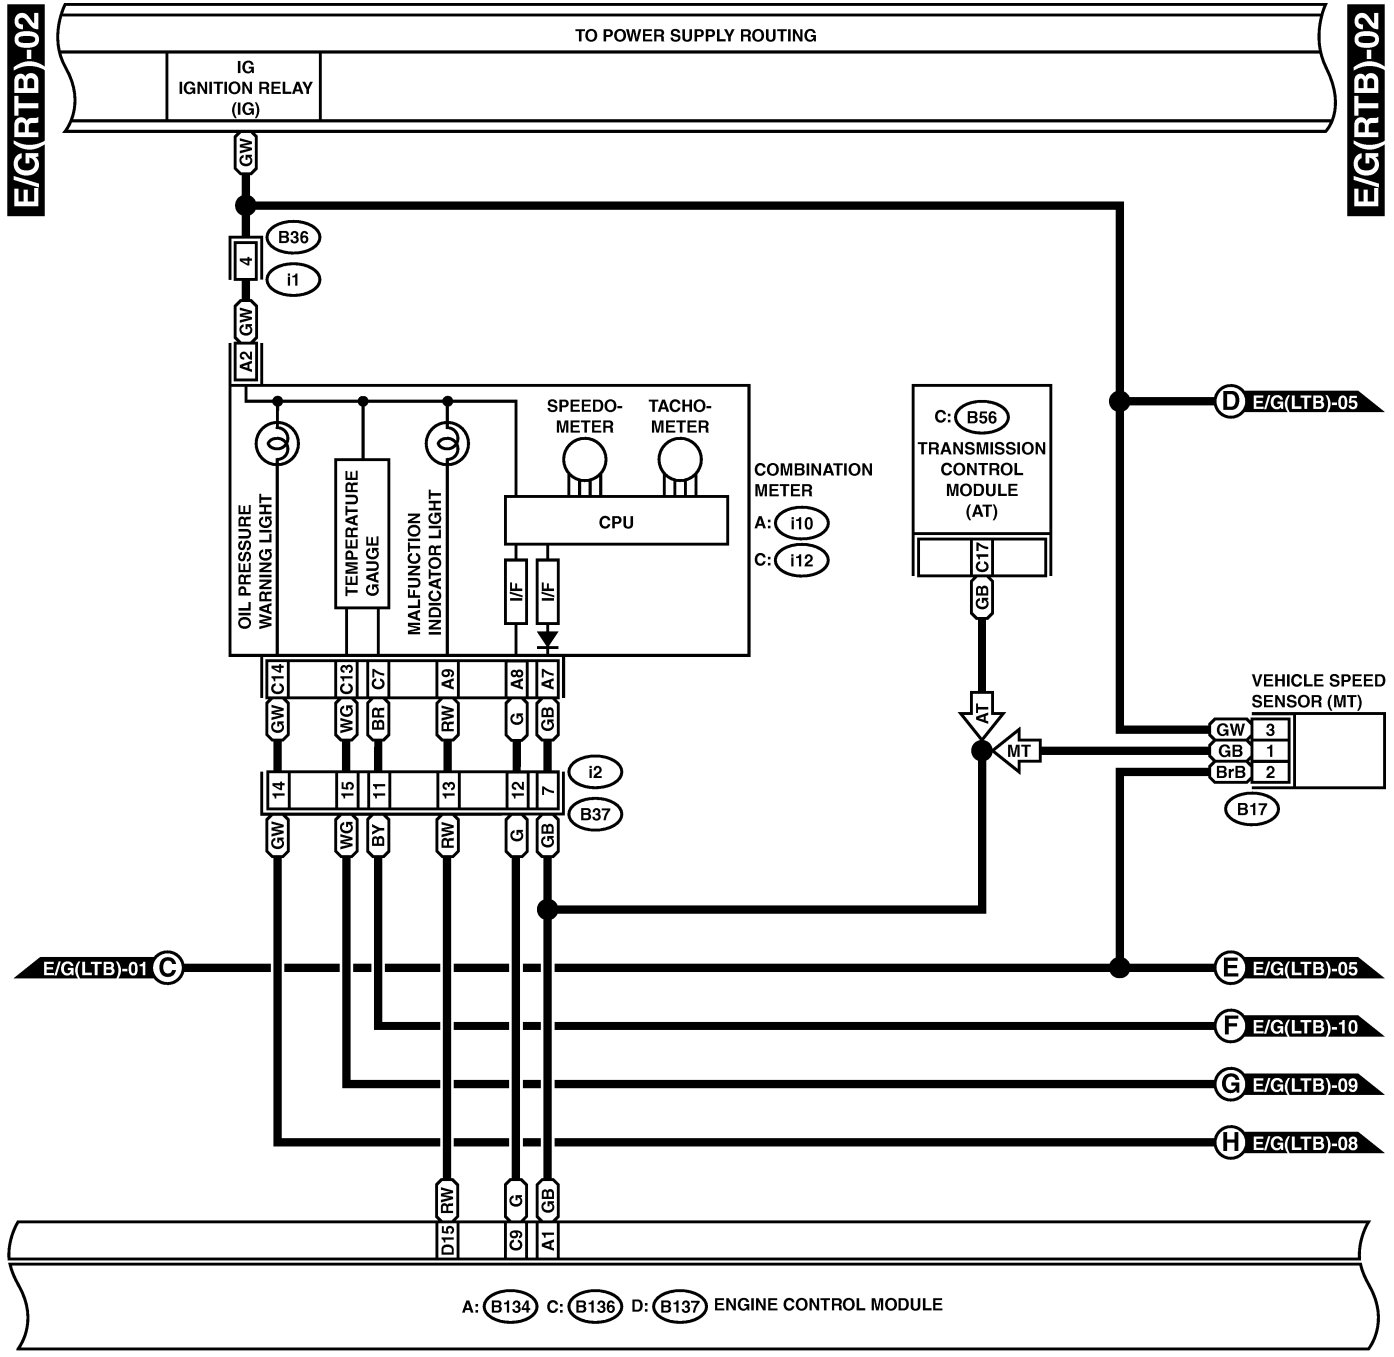 E/G(RTB)-02
E/G(RTB)-02
TO POWER SUPPLY ROUTING
IG
IGNITION RELAY
(IG)
GW
4
B36
i1
GW
A2
SPEEDO-
METER
TACHO-
METER
CPU
I/F
I/F
OIL PRESSURE
WARNING LIGHT
TEMPERATURE
GAUGE
MALFUNCTION
INDICATOR LIGHT
COMBINATION
METER
A: i10
C: i12
C: B56
TRANSMISSION
CONTROL
MODULE
(AT)
C17
GB
AT
MT
D E/G(LTB)-05
VEHICLE SPEED
SENSOR (MT)
GW 3
GB 1
BrB 2
B17
C14 C13 C7 A9 A8 A7
GW WG BR RW G GB
14 15 11 13 12 7
i2
B37
GW WG BY RW G GB
E/G(LTB)-01 C
E E/G(LTB)-05
F E/G(LTB)-10
G E/G(LTB)-09
H E/G(LTB)-08
RW G GB
D15 C9 A1
A: B134 C: B136 D: B137 ENGINE CONTROL MODULE